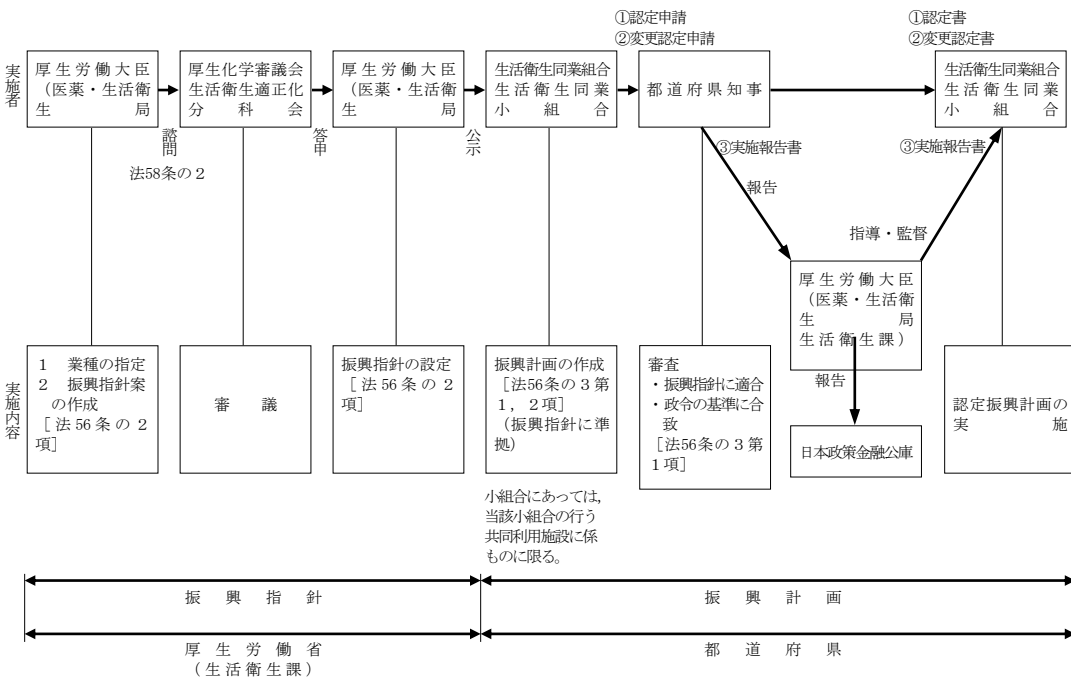 ①認定申請
②変更認定申請
①認定書
②変更認定書
実施者
厚生労働大臣
（医薬・生活衛
生局
厚生化学審議会
生活衛生適正化
分科会
厚生労働大臣
（医薬・生活衛
生局
生活衛生同業組合
生活衛生同業
小組合
都道府県知事
生活衛生同業組合
生活衛生同業
小組合
諮問
法58条の２
答申
公示
③実施報告書
報告
③実施報告書
指導・監督
厚生労働大臣
（医薬・生活衛
生局
生活衛生課）
報告
日本政策金融公庫
実施内容
１　業種の指定
２　振興指針案
の作成
［法56条の２
項］
審議
振興指針の設定
［法56条の２
項］
振興計画の作成
［法56条の３第
１，２項］
（振興指針に準
拠）
審査
・振興指針に適合
・政令の基準に合
致
［法56条の３第
１項］
認定振興計画の
実施
小組合にあっては，
当該小組合の行う
共同利用施設に係
ものに限る。
振興指針
振興計画
厚生労働省
（生活衛生課）
都道府県